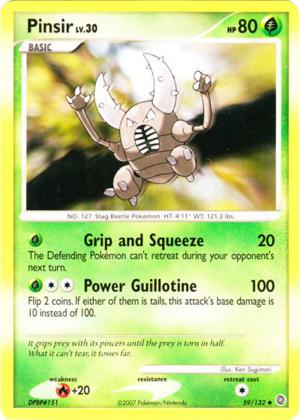 Pinsir LV.30 HP 80
BASIC
NO. 127 Stag Beetle Pokémon HT: 4'11" WT: 121.3 lbs.
Illus. Ken Sugimori
Grip and Squeeze 20
The Defending Pokémon can't retreat during your opponent's
next turn.
Power Guillotine 100
Flip 2 coins. If either of them is tails, this attack's base damage is
10 instead of 100.
It grips prey with its pincers until the prey is torn in half.
What it can't tear, it tosses far.
weakness resistance retreat cost
+20
DPBP#151 ©2007 Pokémon/Nintendo 59/132